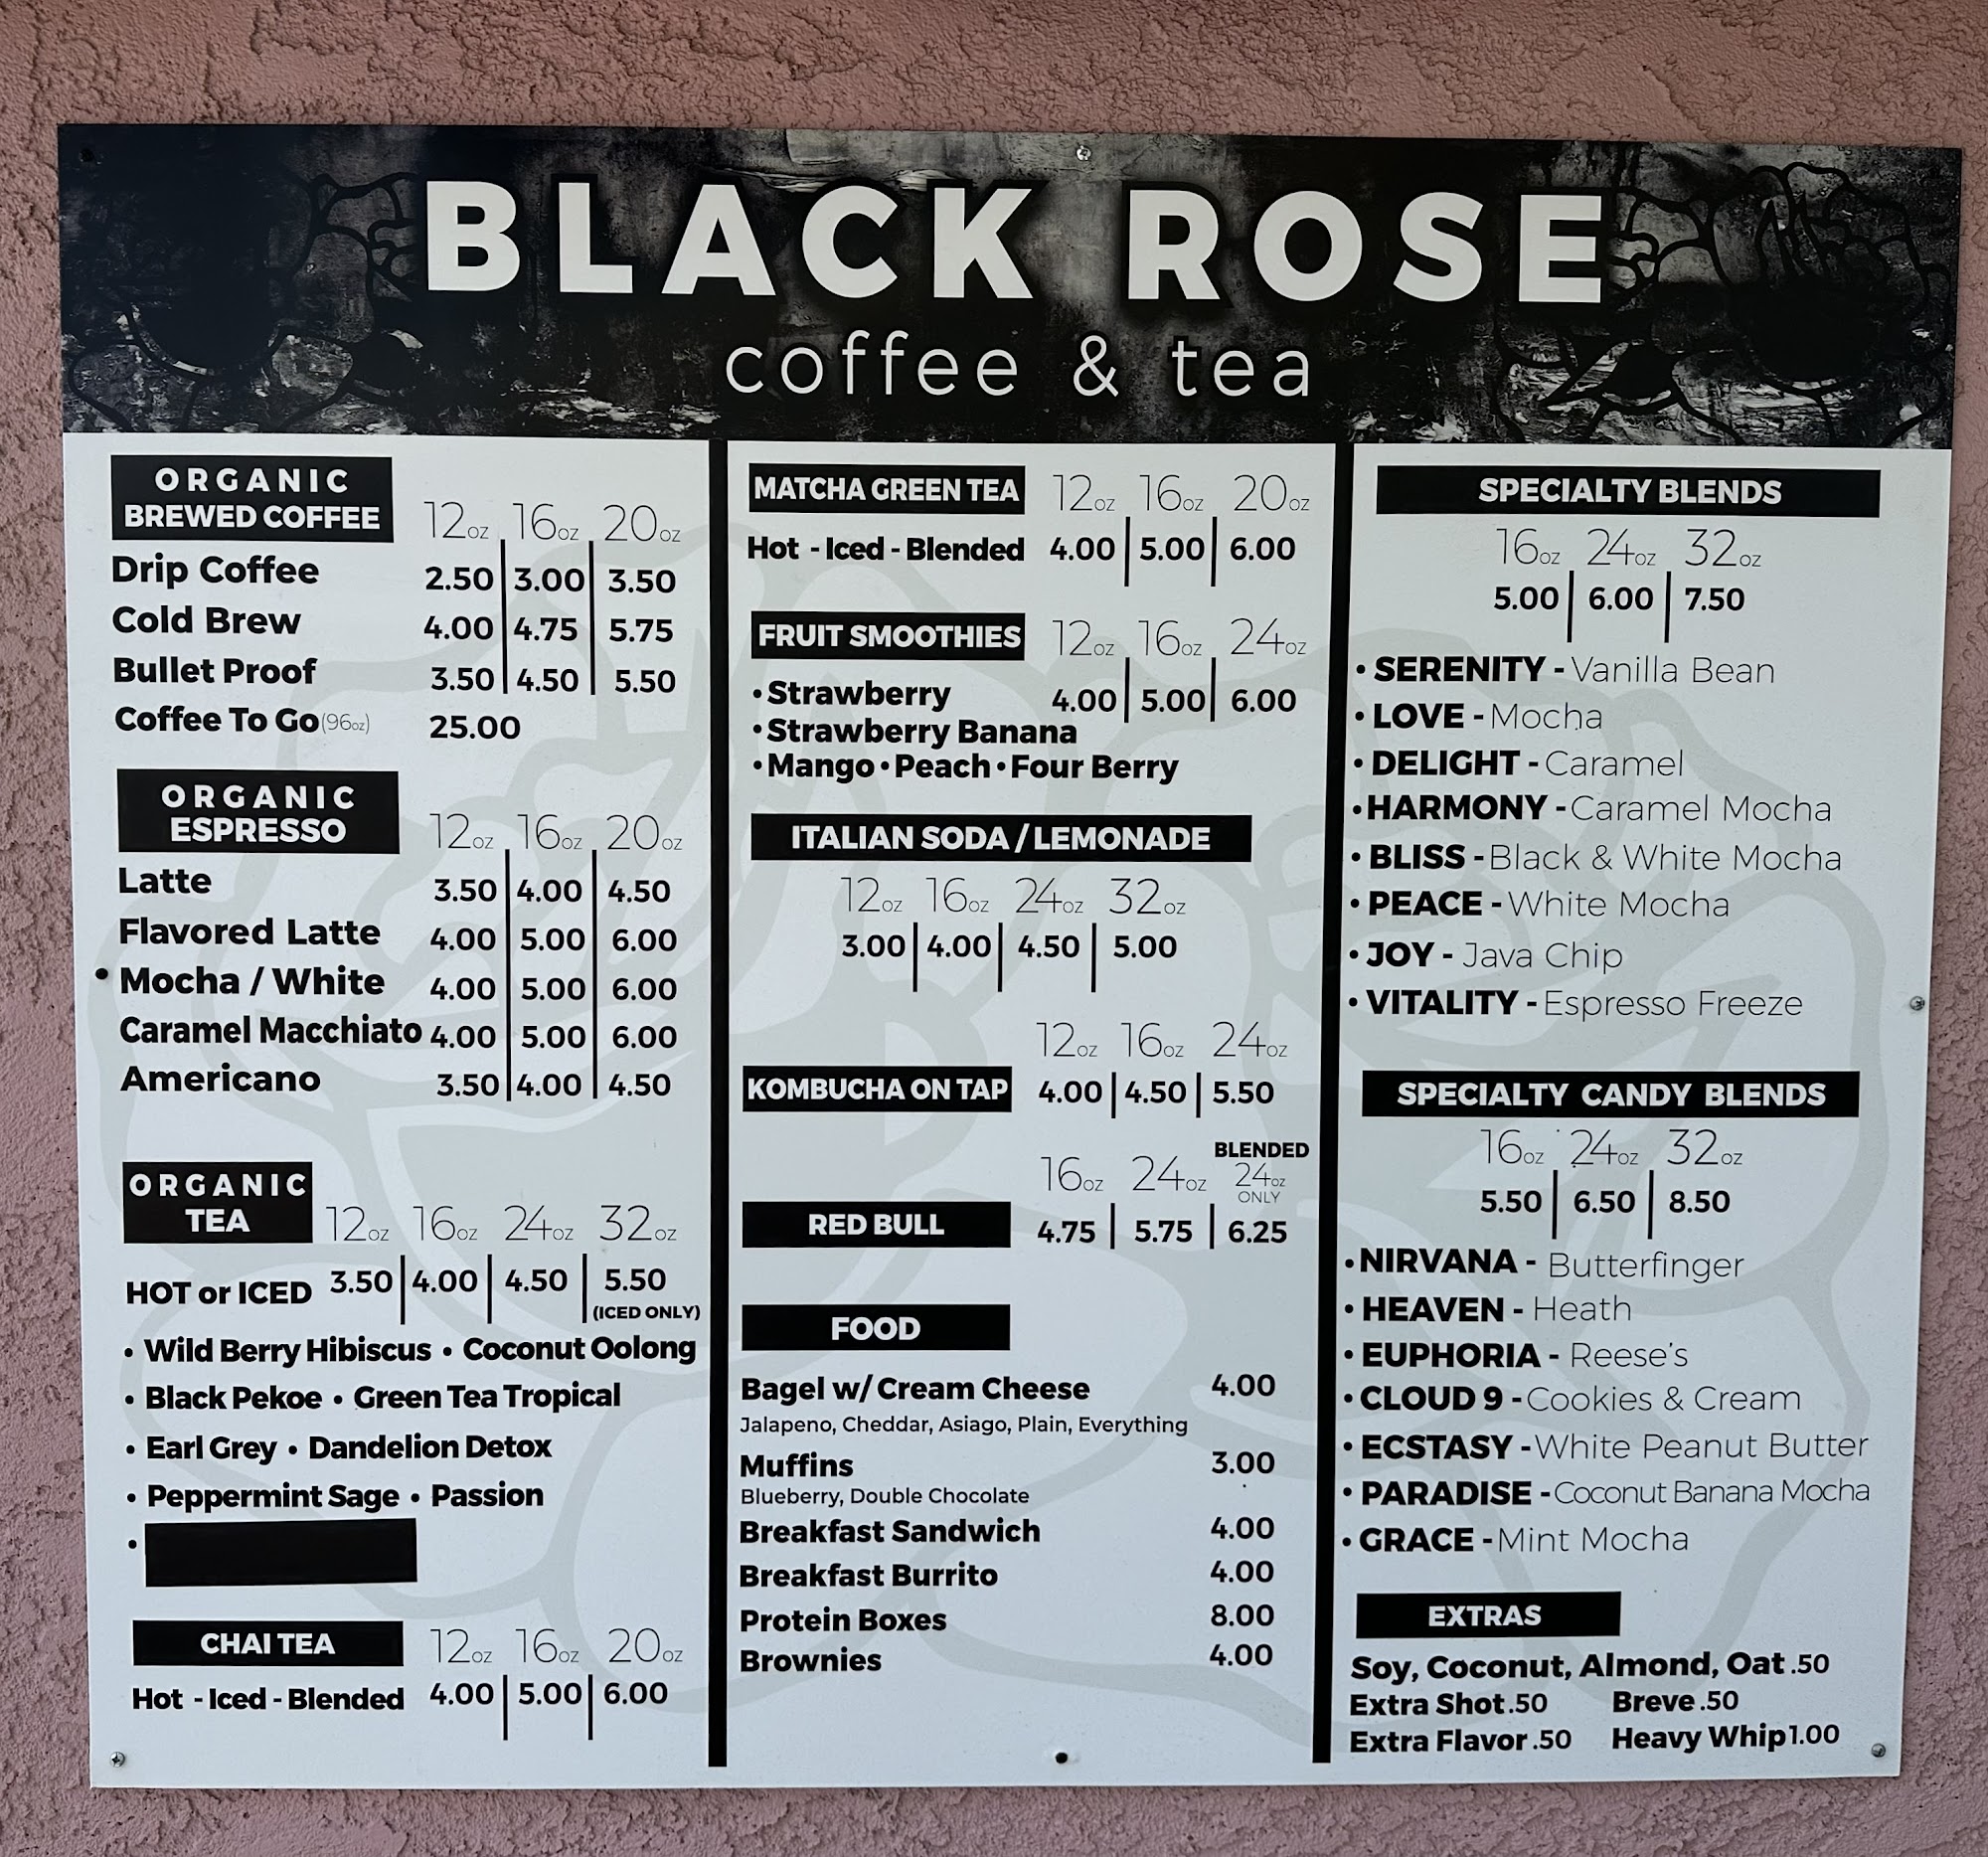 BLACK ROSE
coffee & tea
ORGANIC
BREWED COFFEE 12oz 16oz 20oz
Drip Coffee 2.50 3.00 3.50
Cold Brew 4.00 4.75 5.75
Bullet Proof 3.50 4.50 5.50
Coffee To Go (96oz) 25.00
ORGANIC
ESPRESSO 12oz 16oz 20oz
Latte 3.50 4.00 4.50
Flavored Latte 4.00 5.00 6.00
Mocha / White 4.00 5.00 6.00
Caramel Macchiato 4.00 5.00 6.00
Americano 3.50 4.00 4.50
ORGANIC
TEA 12oz 16oz 24oz 32oz
HOT or ICED 3.50 4.00 4.50 5.50
(ICED ONLY)
• Wild Berry Hibiscus • Coconut Oolong
• Black Pekoe • Green Tea Tropical
• Earl Grey • Dandelion Detox
• Peppermint Sage • Passion
•
CHAI TEA 12oz 16oz 20oz
Hot - Iced - Blended 4.00 5.00 6.00
MATCHA GREEN TEA 12oz 16oz 20oz
Hot - Iced - Blended 4.00 5.00 6.00
FRUIT SMOOTHIES 12oz 16oz 24oz
• Strawberry 4.00 5.00 6.00
• Strawberry Banana
• Mango • Peach • Four Berry
ITALIAN SODA / LEMONADE
12oz 16oz 24oz 32oz
3.00 4.00 4.50 5.00
12oz 16oz 24oz
KOMBUCHA ON TAP 4.00 4.50 5.50
BLENDED
16oz 24oz 24oz
ONLY
RED BULL 4.75 5.75 6.25
FOOD
Bagel w/ Cream Cheese 4.00
Jalapeno, Cheddar, Asiago, Plain, Everything
Muffins 3.00
Blueberry, Double Chocolate
Breakfast Sandwich 4.00
Breakfast Burrito 4.00
Protein Boxes 8.00
Brownies 4.00
SPECIALTY BLENDS
16oz 24oz 32oz
5.00 6.00 7.50
• SERENITY - Vanilla Bean
• LOVE - Mocha
• DELIGHT - Caramel
• HARMONY - Caramel Mocha
• BLISS - Black & White Mocha
• PEACE - White Mocha
• JOY - Java Chip
• VITALITY - Espresso Freeze
SPECIALTY CANDY BLENDS
16oz 24oz 32oz
5.50 6.50 8.50
• NIRVANA - Butterfinger
• HEAVEN - Heath
• EUPHORIA - Reese's
• CLOUD 9 - Cookies & Cream
• ECSTASY - White Peanut Butter
• PARADISE - Coconut Banana Mocha
• GRACE - Mint Mocha
EXTRAS
Soy, Coconut, Almond, Oat .50
Extra Shot .50 Breve .50
Extra Flavor .50 Heavy Whip 1.00